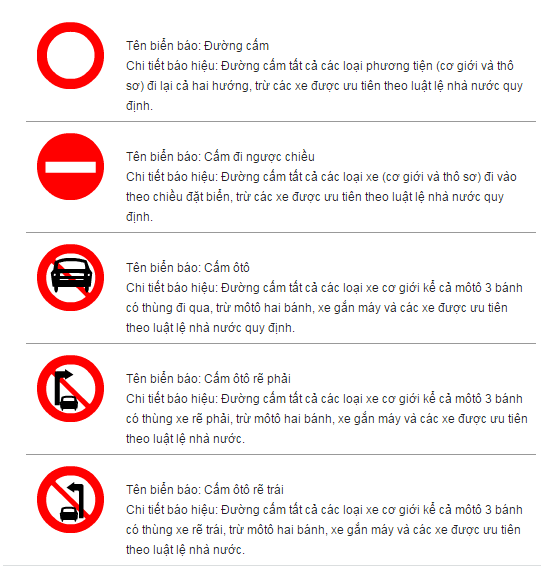 Tên biển báo: Đường cấm
Chi tiết báo hiệu: Đường cấm tất cả các loại phương tiện (cơ giới và thô
sơ) đi lại cả hai hướng, trừ các xe được ưu tiên theo luật lệ nhà nước quy
định.
Tên biển báo: Cấm đi ngược chiều
Chi tiết báo hiệu: Đường cấm tất cả các loại xe (cơ giới và thô sơ) đi vào
theo chiều đặt biển, trừ các xe được ưu tiên theo luật lệ nhà nước quy
định.
Tên biển báo: Cấm ôtô
Chi tiết báo hiệu: Đường cấm tất cả các loại xe cơ giới kể cả môtô 3 bánh
có thùng đi qua, trừ môtô hai bánh, xe gắn máy và các xe được ưu tiên
theo luật lệ nhà nước quy định.
Tên biển báo: Cấm ôtô rẽ phải
Chi tiết báo hiệu: Đường cấm tất cả các loại xe cơ giới kể cả môtô 3 bánh
có thùng xe rẽ phải, trừ môtô hai bánh, xe gắn máy và các xe được ưu tiên
theo luật lệ nhà nước.
Tên biển báo: Cấm ôtô rẽ trái
Chi tiết báo hiệu: Đường cấm tất cả các loại xe cơ giới kể cả môtô 3 bánh
có thùng xe rẽ trái, trừ môtô hai bánh, xe gắn máy và các xe được ưu tiên
theo luật lệ nhà nước.